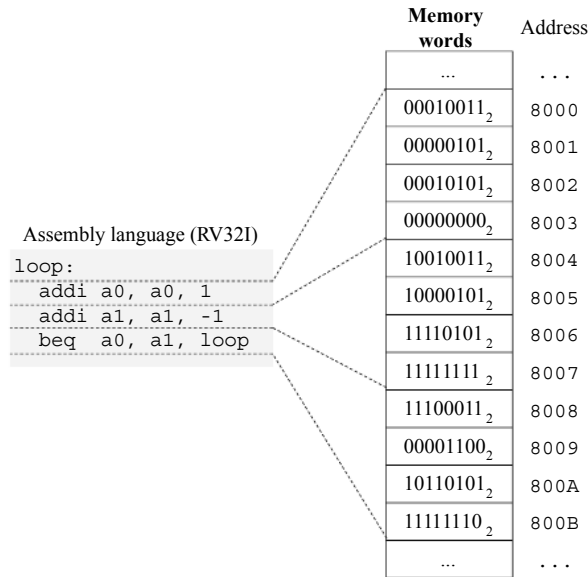 Memory words Address
... ...
00010011₂ 8000
00000101₂ 8001
00010101₂ 8002
00000000₂ 8003
10010011₂ 8004
10000101₂ 8005
11110101₂ 8006
11111111₂ 8007
11100011₂ 8008
00001100₂ 8009
10110101₂ 800A
11111110₂ 800B
... ...
Assembly language (RV32I)
loop:
addi a0, a0, 1
addi a1, a1, -1
beq a0, a1, loop